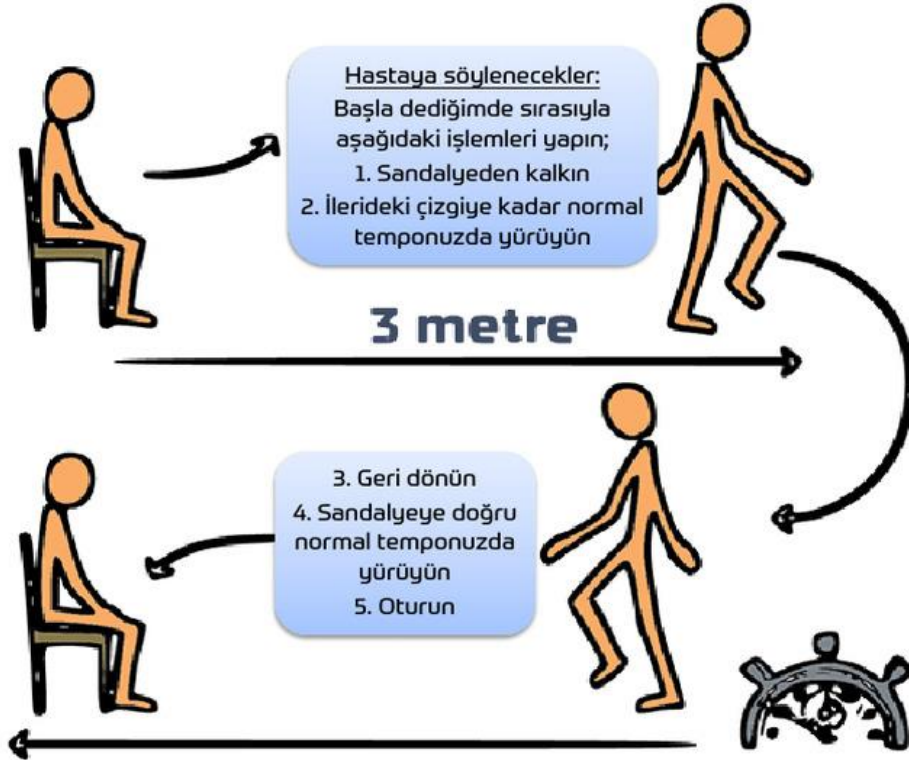 Hastaya söylenecekler:
Başla dediğimde sırasıyla
aşağıdaki işlemleri yapın;
1. Sandalyeden kalkın
2. İlerideki çizgiye kadar normal
temponuzda yürüyün
3 metre
3. Geri dönün
4. Sandalyeye doğru
normal temponuzda
yürüyün
5. Oturun